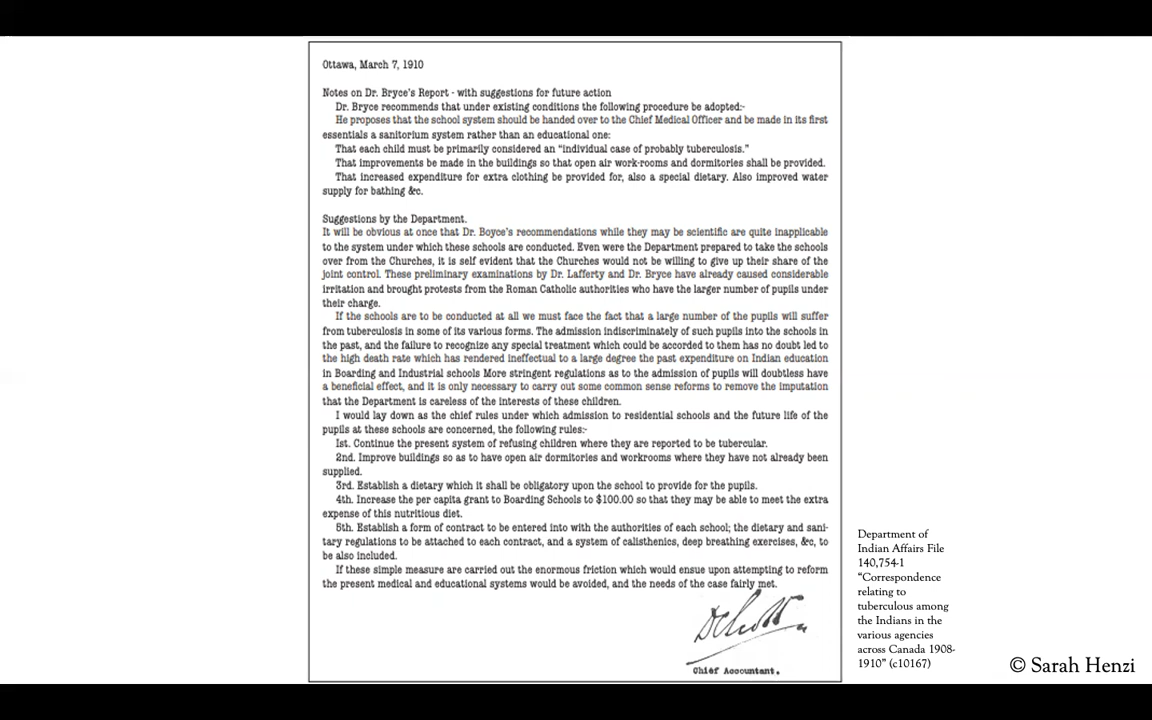 Ottawa, March 7, 1910
Notes on Dr. Bryce's Report - with suggestions for future action
Dr. Bryce recommends that under existing conditions the following procedure be adopted:-
He proposes that the school system should be handed over to the Chief Medical Officer and be made in its first
essentials a sanitorium system rather than an educational one:
That each child must be primarily considered an "individual case of probably tuberculosis."
That improvements be made in the buildings so that open air work-rooms and dormitories shall be provided.
That increased expenditure for extra clothing be provided for, also a special dietary. Also improved water
supply for bathing &c.
Suggestions by the Department.
It will be obvious at once that Dr. Boyce's recommendations while they may be scientific are quite inapplicable
to the system under which these schools are conducted. Even were the Department prepared to take the schools
over from the Churches, it is self evident that the Churches would not be willing to give up their share of the
joint control. These preliminary examinations by Dr. Lafferty and Dr. Bryce have already caused considerable
irritation and brought protests from the Roman Catholic authorities who have the larger number of pupils under
their charge.
If the schools are to be conducted at all we must face the fact that a large number of the pupils will suffer
from tuberculosis in some of its various forms. The admission indiscriminately of such pupils into the schools in
the past, and the failure to recognize any special treatment which could be accorded to them has no doubt led to
the high death rate which has rendered ineffectual to a large degree the past expenditure on Indian education
in Boarding and Industrial schools More stringent regulations as to the admission of pupils will doubtless have
a beneficial effect, and it is only necessary to carry out some common sense reforms to remove the imputation
that the Department is careless of the interests of these children.
I would lay down as the chief rules under which admission to residential schools and the future life of the
pupils at these schools are concerned, the following rules:-
1st. Continue the present system of refusing children where they are reported to be tubercular.
2nd. Improve buildings so as to have open air dormitories and workrooms where they have not already been
supplied.
3rd. Establish a dietary which it shall be obligatory upon the school to provide for the pupils.
4th. Increase the per capita grant to Boarding Schools to $100.00 so that they may be able to meet the extra
expense of this nutritious diet.
5th. Establish a form of contract to be entered into with the authorities of each school; the dietary and sani-
tary regulations to be attached to each contract, and a system of calisthenics, deep breathing exercises, &c, to
be also included.
If these simple measure are carried out the enormous friction which would ensue upon attempting to reform
the present medical and educational systems would be avoided, and the needs of the case fairly met.
DCScott
Chief Accountant.
Department of
Indian Affairs File
140,754-1
"Correspondence
relating to
tuberculous among
the Indians in the
various agencies
across Canada 1908-
1910" (c10167)
© Sarah Henzi